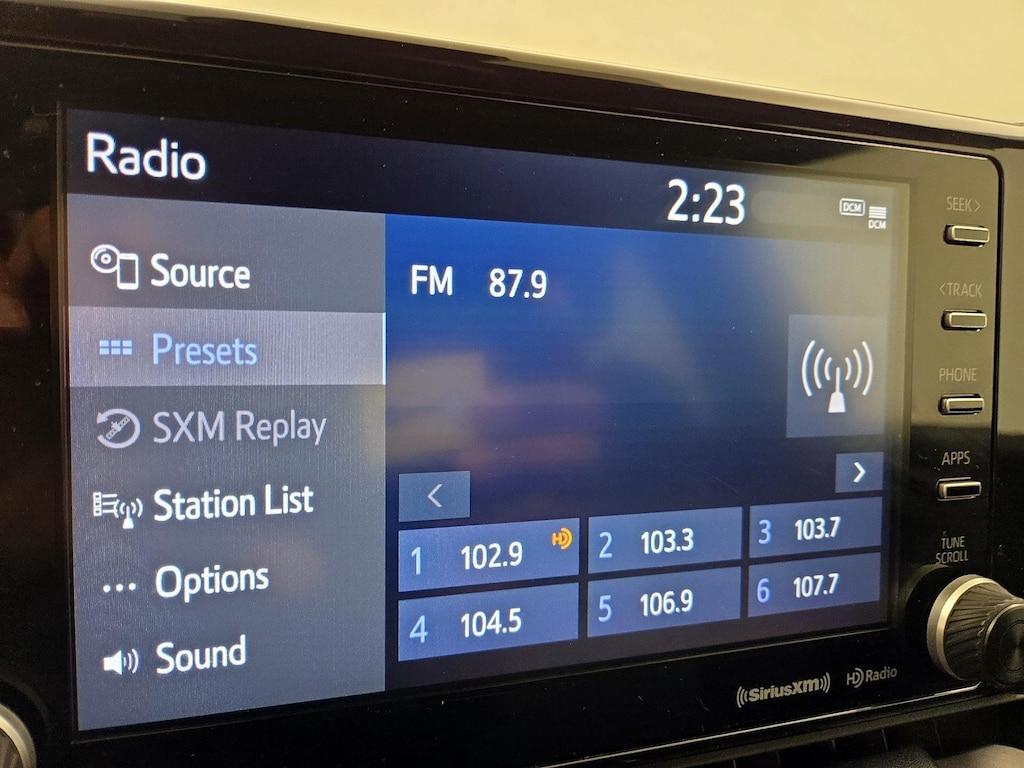 Radio
2:23
DCM
DCM
Source
Presets
SXM Replay
Station List
Options
Sound
FM 87.9
<
>
1 102.9 HD
2 103.3
3 103.7
4 104.5
5 106.9
6 107.7
SEEK >
< TRACK
PHONE
APPS
TUNE
SCROLL
((SiriusXM))
HD Radio